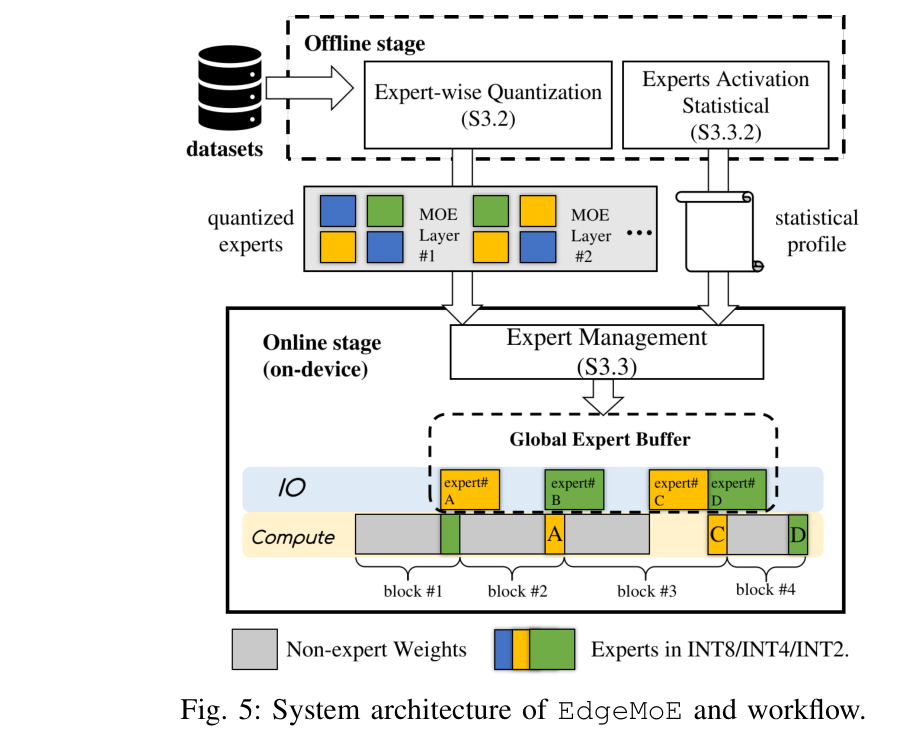 Offline stage
datasets
Expert-wise Quantization
(S3.2)
Experts Activation
Statistical
(S3.3.2)
quantized
experts
MOE
Layer
#1
MOE
Layer
#2
...
statistical
profile
Online stage
(on-device)
Expert Management
(S3.3)
Global Expert Buffer
IO
expert#
A
expert#
B
expert#
C
expert#
D
Compute
A
C
D
block #1
block #2
block #3
block #4
Non-expert Weights
Experts in INT8/INT4/INT2.
Fig. 5: System architecture of EdgeMoE and workflow.